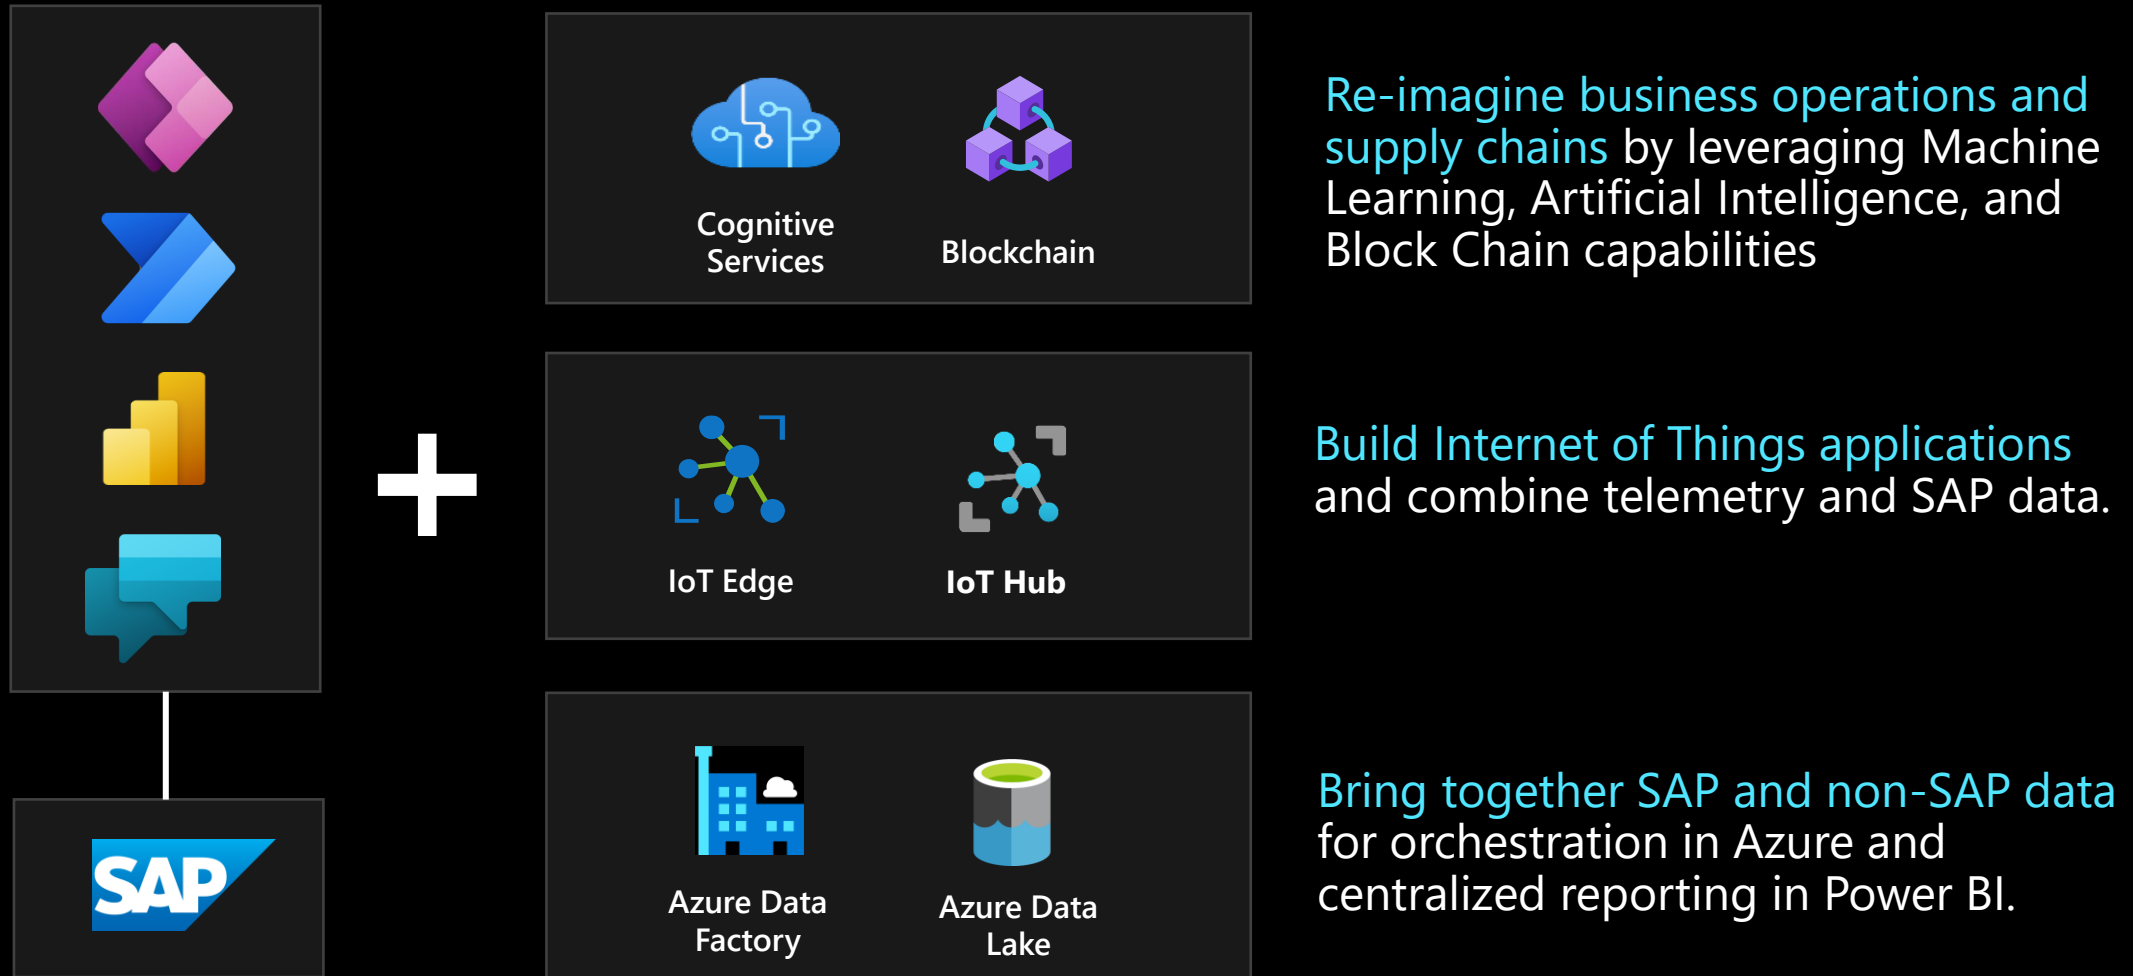 Cognitive
Services
Blockchain
Re-imagine business operations and
supply chains by leveraging Machine
Learning, Artificial Intelligence, and
Block Chain capabilities
IoT Edge
IoT Hub
Build Internet of Things applications
and combine telemetry and SAP data.
SAP
Azure Data
Factory
Azure Data
Lake
Bring together SAP and non-SAP data
for orchestration in Azure and
centralized reporting in Power BI.